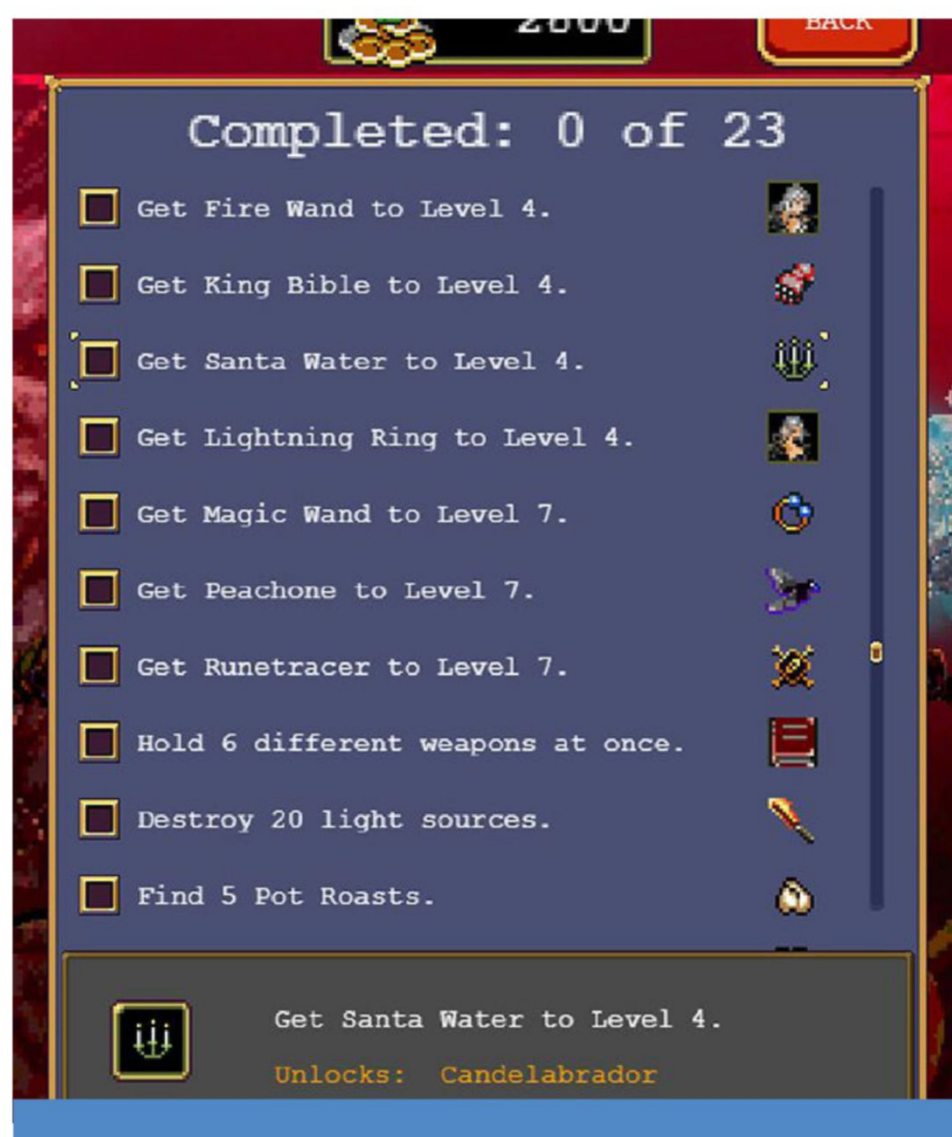 2800
BACK
Completed: 0 of 23
Get Fire Wand to Level 4.
Get King Bible to Level 4.
Get Santa Water to Level 4.
Get Lightning Ring to Level 4.
Get Magic Wand to Level 7.
Get Peachone to Level 7.
Get Runetracer to Level 7.
Hold 6 different weapons at once.
Destroy 20 light sources.
Find 5 Pot Roasts.
Get Santa Water to Level 4.
Unlocks: Candelabrador